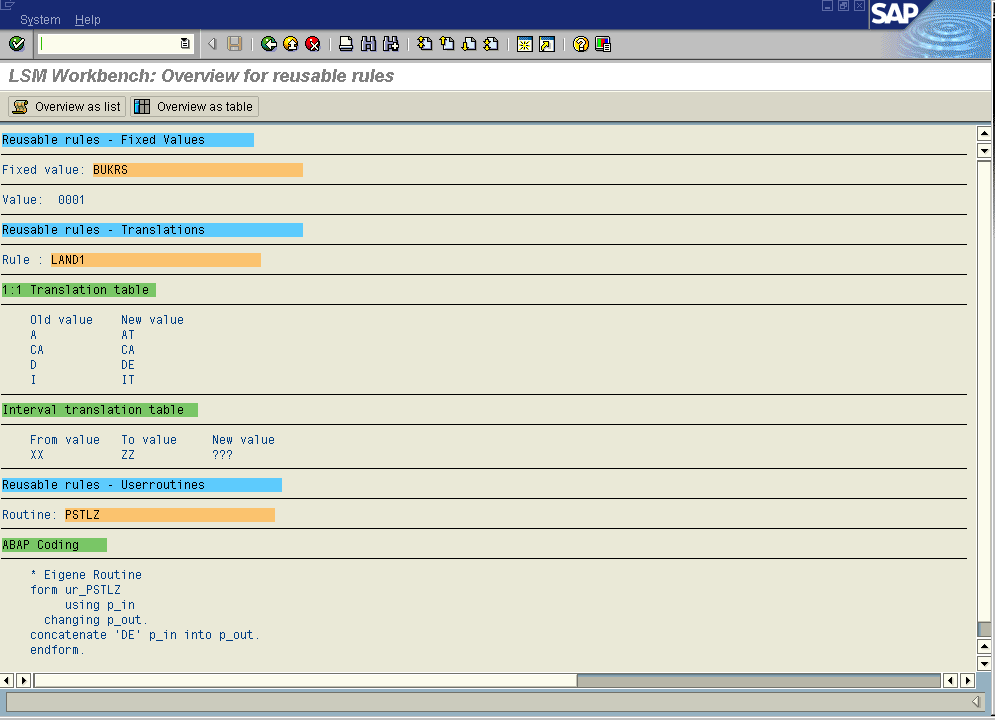 System Help
SAP
LSM Workbench: Overview for reusable rules
Overview as list Overview as table
Reusable rules - Fixed Values
Fixed value: BUKRS
Value: 0001
Reusable rules - Translations
Rule : LAND1
1:1 Translation table
Old value New value
A AT
CA CA
D DE
I IT
Interval translation table
From value To value New value
XX ZZ ???
Reusable rules - Userroutines
Routine: PSTLZ
ABAP Coding
* Eigene Routine
form ur_PSTLZ
using p_in
changing p_out.
concatenate 'DE' p_in into p_out.
endform.